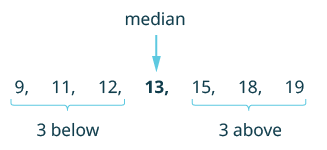 median
9, 11, 12, 13, 15, 18, 19
3 below 3 above